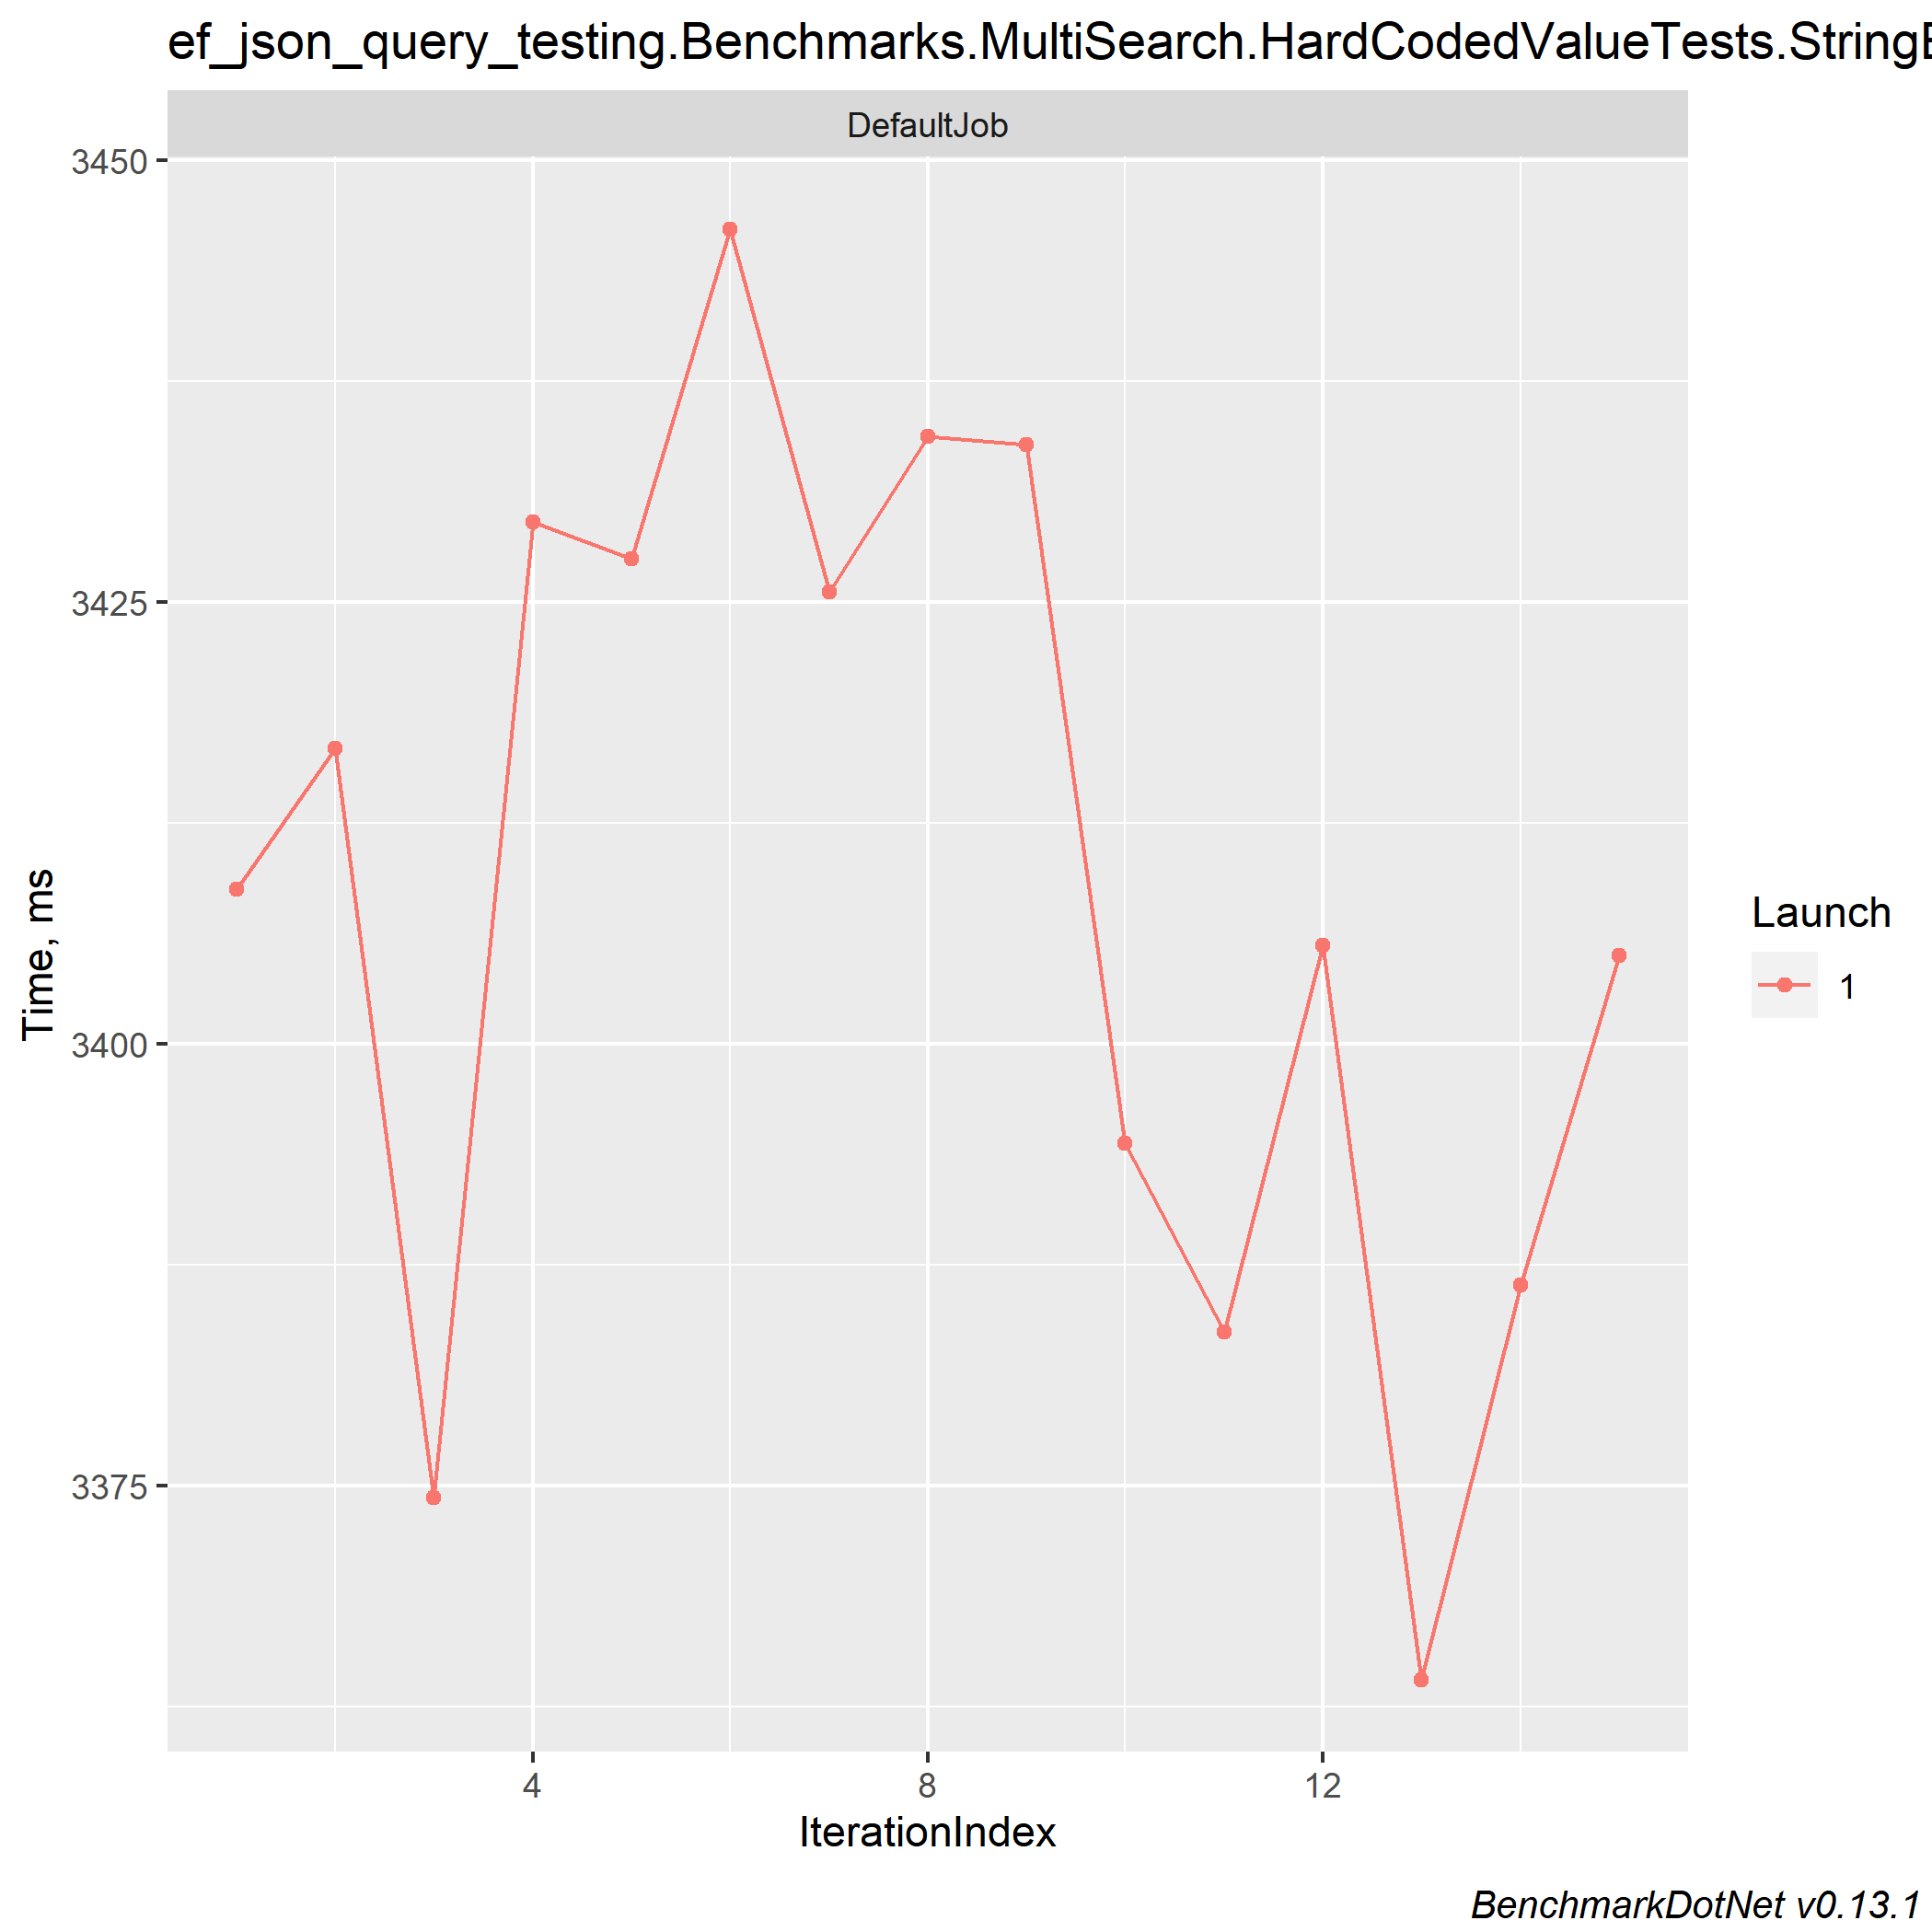 ef_json_query_testing.Benchmarks.MultiSearch.HardCodedValueTests.String
DefaultJob
3450
3425
3400
3375
Time, ms
4
8
12
IterationIndex
Launch
1
BenchmarkDotNet v0.13.1